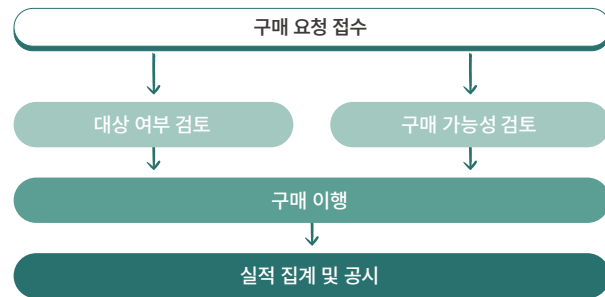 구매 요청 접수
대상 여부 검토
구매 가능성 검토
구매 이행
실적 집계 및 공시